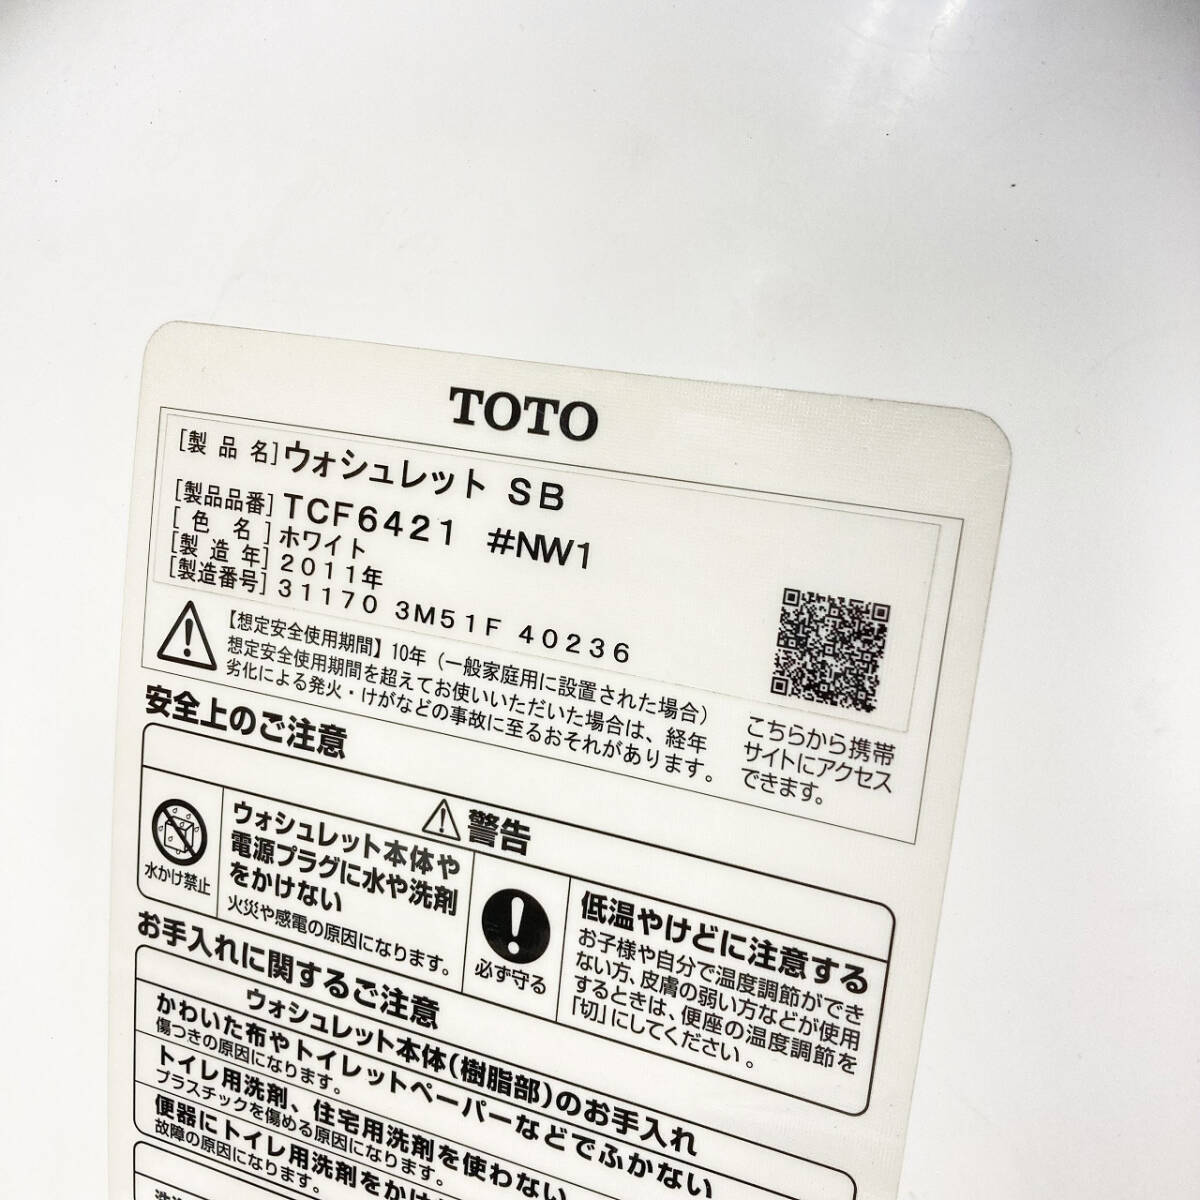 TOTO
[製品名]ウォシュレット SB
[製品品番]TCF6421 #NW1
[色名]ホワイト
[製造年]2011年
[製造番号]31170 3M51F 40236
【想定安全使用期間】10年（一般家庭用に設置された場合）
想定安全使用期間を超えてお使いいただいた場合は、経年
劣化による発火・けがなどの事故に至るおそれがあります。
こちらから携帯
サイトにアクセス
できます。
安全上のご注意
警告
水かけ禁止
ウォシュレット本体や
電源プラグに水や洗剤
をかけない
火災や感電の原因になります。
必ず守る
低温やけどに注意する
お子様や自分で温度調節ができ
ない方、皮膚の弱い方などが使用
するときは、便座の温度調節を
「切」にしてください。
お手入れに関するご注意
ウォシュレット本体(樹脂部)のお手入れ
かわいた布やトイレットペーパーなどでふかない
傷つきの原因になります。
トイレ用洗剤、住宅用洗剤を使わない
プラスチックを傷める原因になります。
便器にトイレ用洗剤をかけ
故障の原因になります。